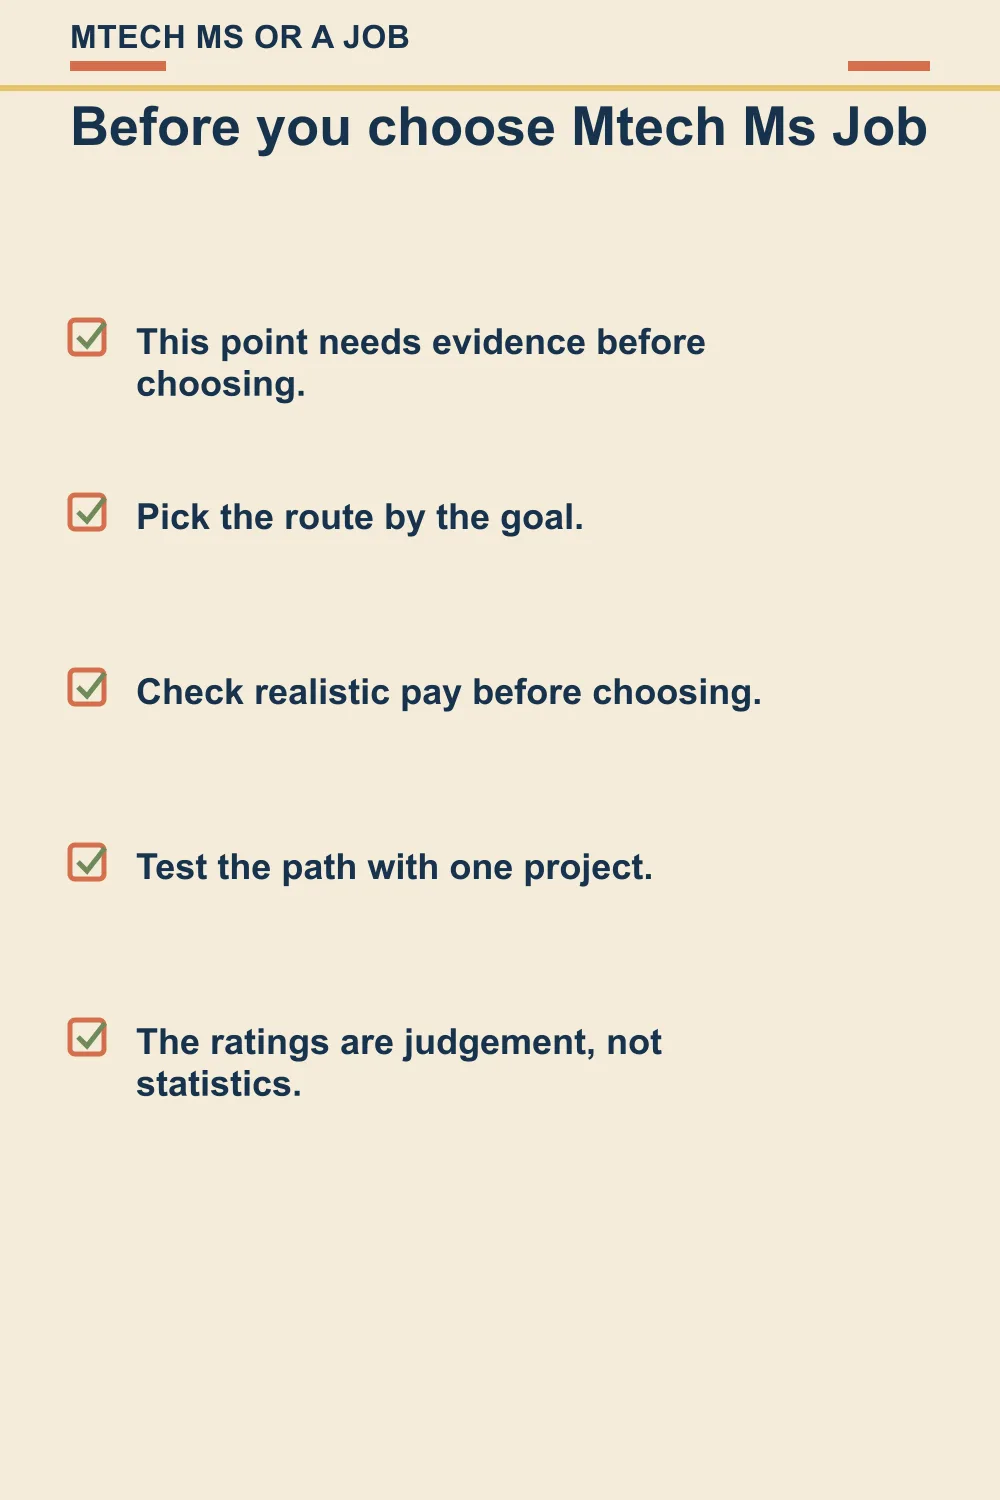 MTECH MS OR A JOB
Before you choose Mtech Ms Job
This point needs evidence before
choosing.
Pick the route by the goal.
Check realistic pay before choosing.
Test the path with one project.
The ratings are judgement, not
statistics.